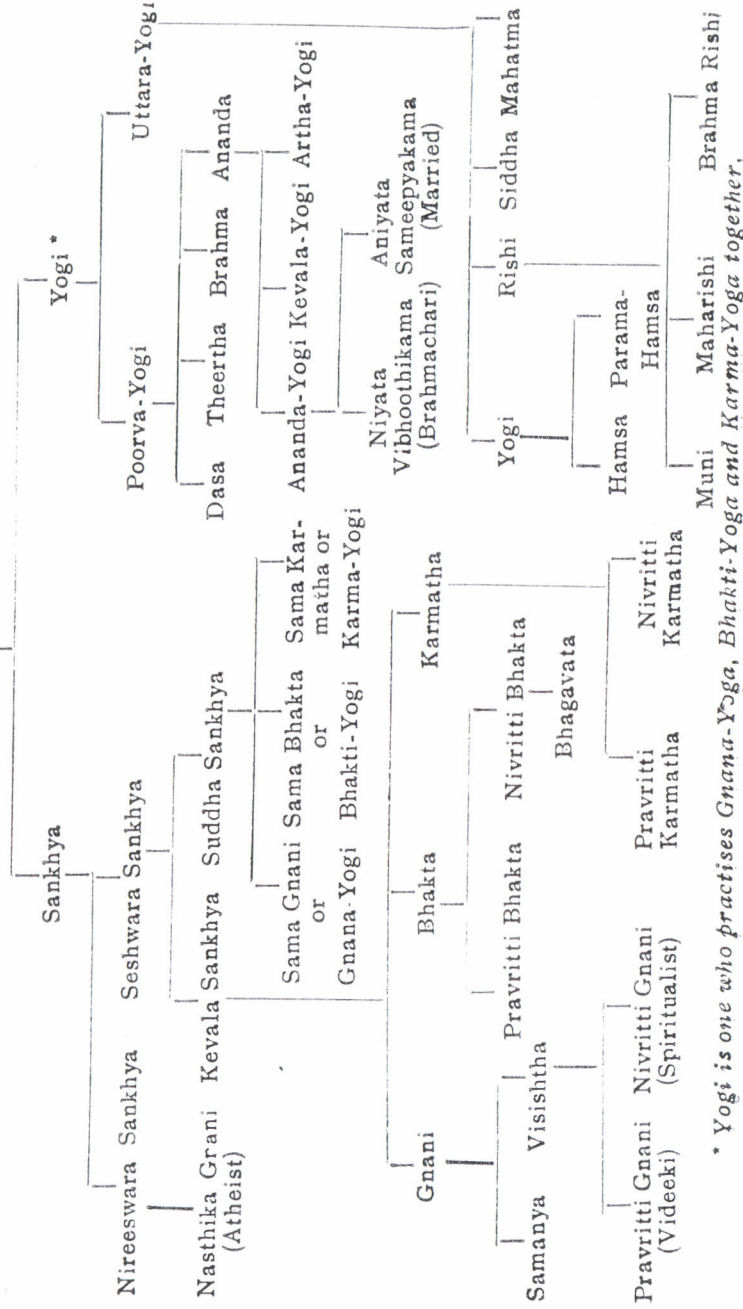 Sankhya Yogi *
Nireeswara Sankhya Seshwara Sankhya Poorva-Yogi Uttara-Yogi
Nasthika Grani Kevala Sankhya Suddha Sankhya Dasa Theertha Brahma Ananda
(Atheist)
Sama Gnani Sama Bhakta Sama Kar-
or or matha or
Gnana-Yogi Bhakti-Yogi Karma-Yogi
Ananda-Yogi Kevala-Yogi Artha-Yogi
Niyata Aniyata
Vibhoothikama Sameepyakama
(Brahmachari) (Married)
Gnani Bhakta Karmatha Yogi Rishi Siddha Mahatma
Samanya Visishtha Pravritti Bhakta Nivritti Bhakta
Bhagavata
Hamsa Parama-
Hamsa
Pravritti Gnani Nivritti Gnani Pravritti Nivritti
(Videeki) (Spiritualist) Karmatha Karmatha
Muni Maharishi Brahma Rishi
* Yogi is one who practises Gnana-Yoga, Bhakti-Yoga and Karma-Yoga together.